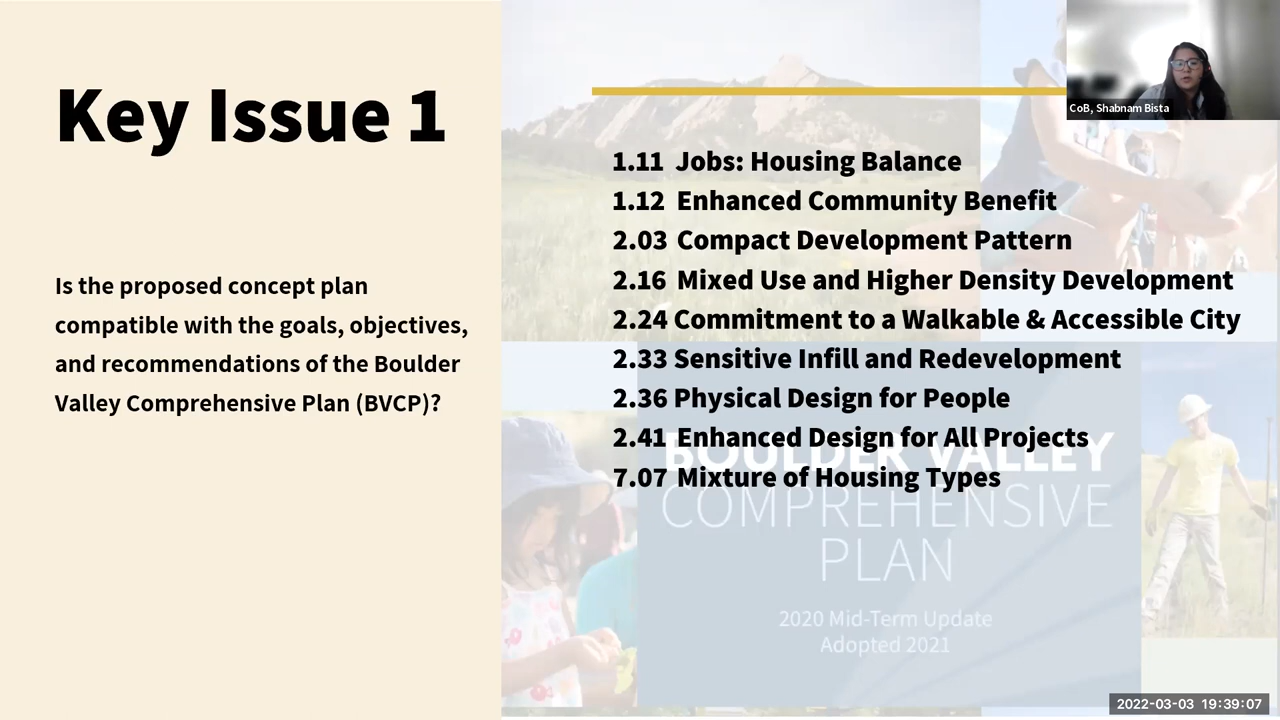 Key Issue 1
Is the proposed concept plan
compatible with the goals, objectives,
and recommendations of the Boulder
Valley Comprehensive Plan (BVCP)?
CoB, Shabnam Bista
1.11 Jobs: Housing Balance
1.12 Enhanced Community Benefit
2.03 Compact Development Pattern
2.16 Mixed Use and Higher Density Development
2.24 Commitment to a Walkable & Accessible City
2.33 Sensitive Infill and Redevelopment
2.36 Physical Design for People
2.41 Enhanced Design for All Projects
7.07 Mixture of Housing Types
BOULDER VALLEY
COMPREHENSIVE
PLAN
2020 Mid-Term Update
Adopted 2021
2022-03-03 19:39:07